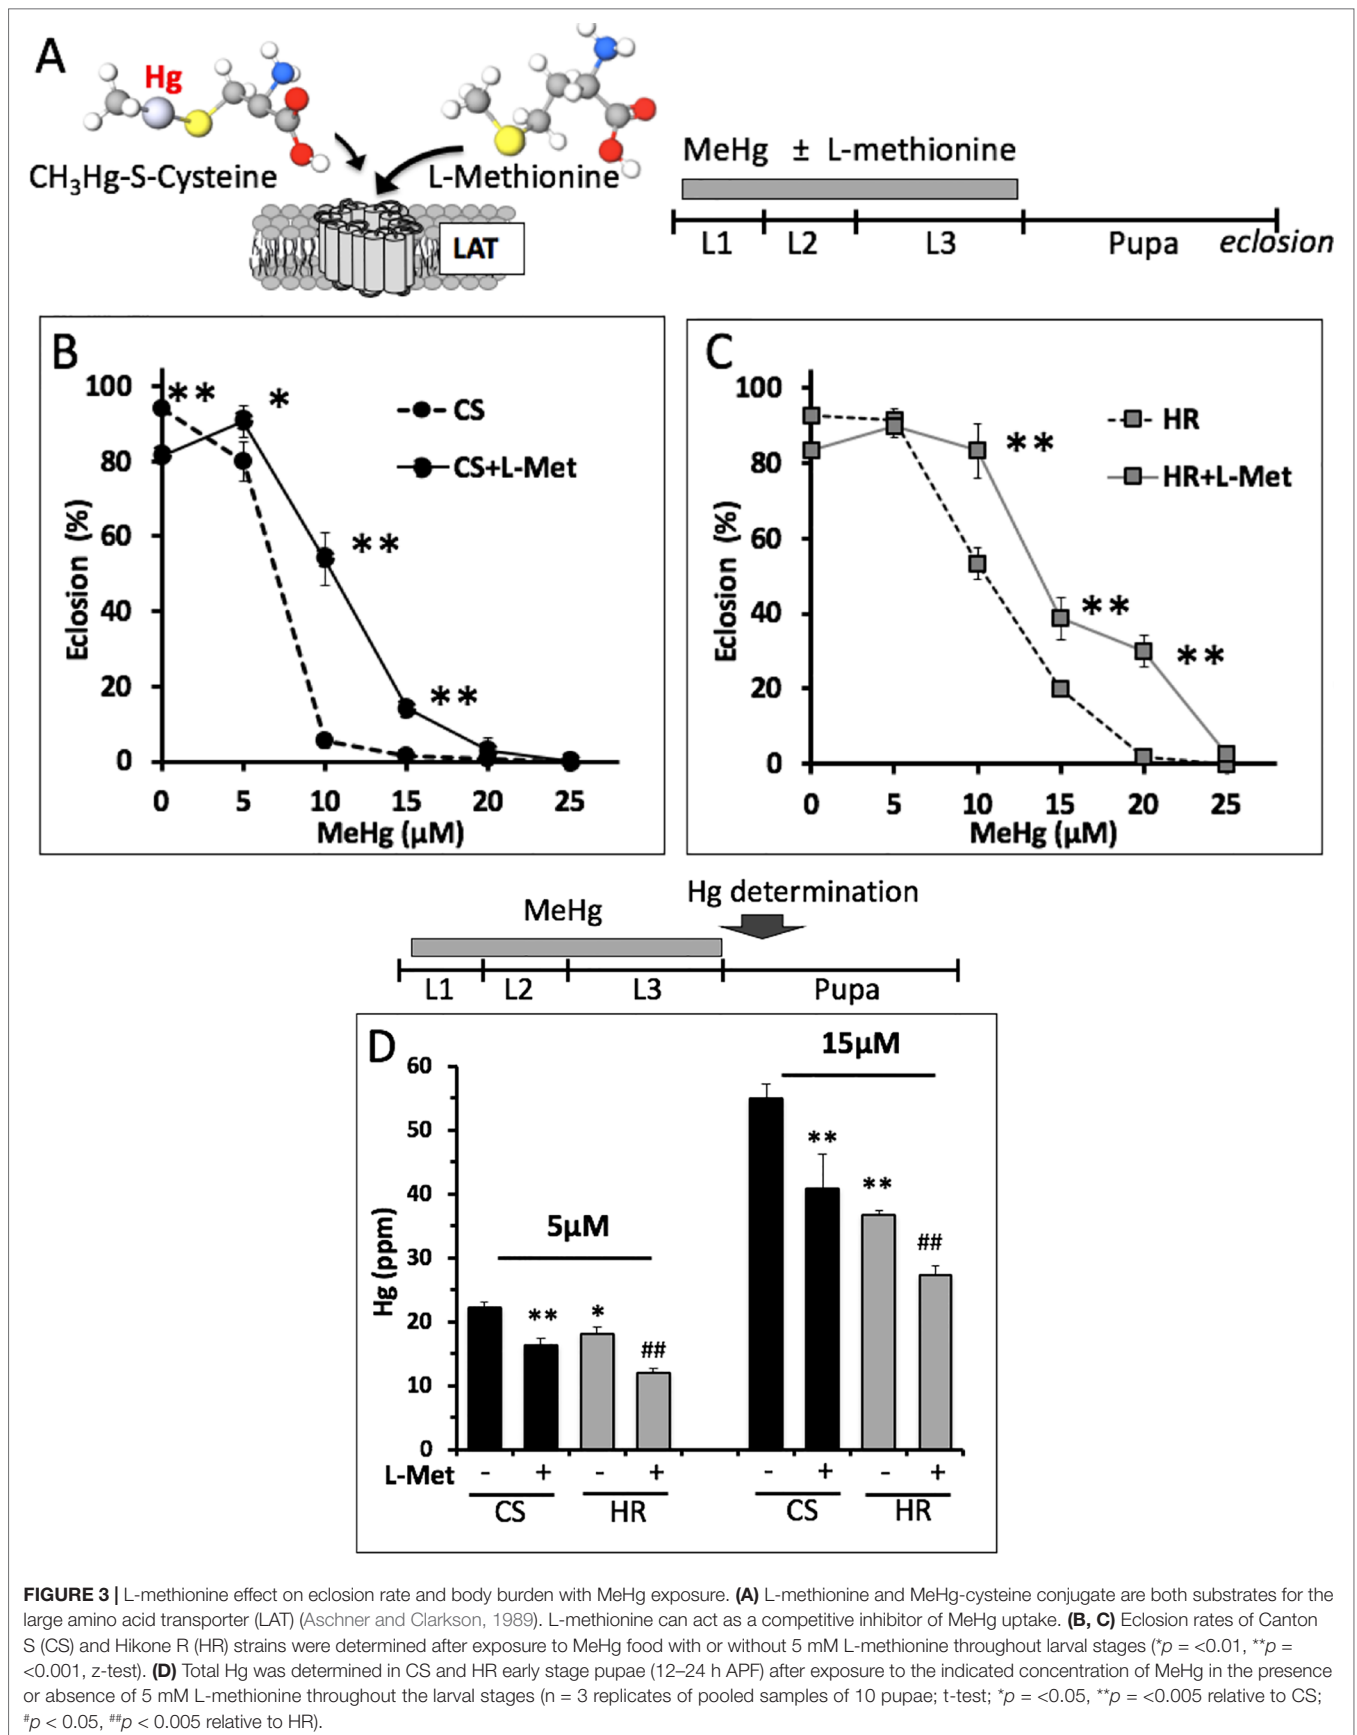 A
Hg
CH₃Hg-S-Cysteine
L-Methionine
LAT
MeHg ± L-methionine
L1 L2 L3 Pupa eclosion
B
100
80
60
40
20
0
Eclosion (%)
** *
**
**
CS
CS+L-Met
0 5 10 15 20 25
MeHg (µM)
C
100
80
60
40
20
0
Eclosion (%)
**
**
**
HR
HR+L-Met
0 5 10 15 20 25
MeHg (µM)
Hg determination
MeHg
L1 L2 L3 Pupa
D
60
50
40
30
20
10
0
Hg (ppm)
5µM
** * ##
15µM
** ** ##
L-Met - + - + - + - +
CS HR CS HR
FIGURE 3 | L-methionine effect on eclosion rate and body burden with MeHg exposure. (A) L-methionine and MeHg-cysteine conjugate are both substrates for the
large amino acid transporter (LAT) (Aschner and Clarkson, 1989). L-methionine can act as a competitive inhibitor of MeHg uptake. (B, C) Eclosion rates of Canton
S (CS) and Hikone R (HR) strains were determined after exposure to MeHg food with or without 5 mM L-methionine throughout larval stages (*p = <0.01, **p =
<0.001, z-test). (D) Total Hg was determined in CS and HR early stage pupae (12–24 h APF) after exposure to the indicated concentration of MeHg in the presence
or absence of 5 mM L-methionine throughout the larval stages (n = 3 replicates of pooled samples of 10 pupae; t-test; *p = <0.05, **p = <0.005 relative to CS;
#p < 0.05, ##p < 0.005 relative to HR).